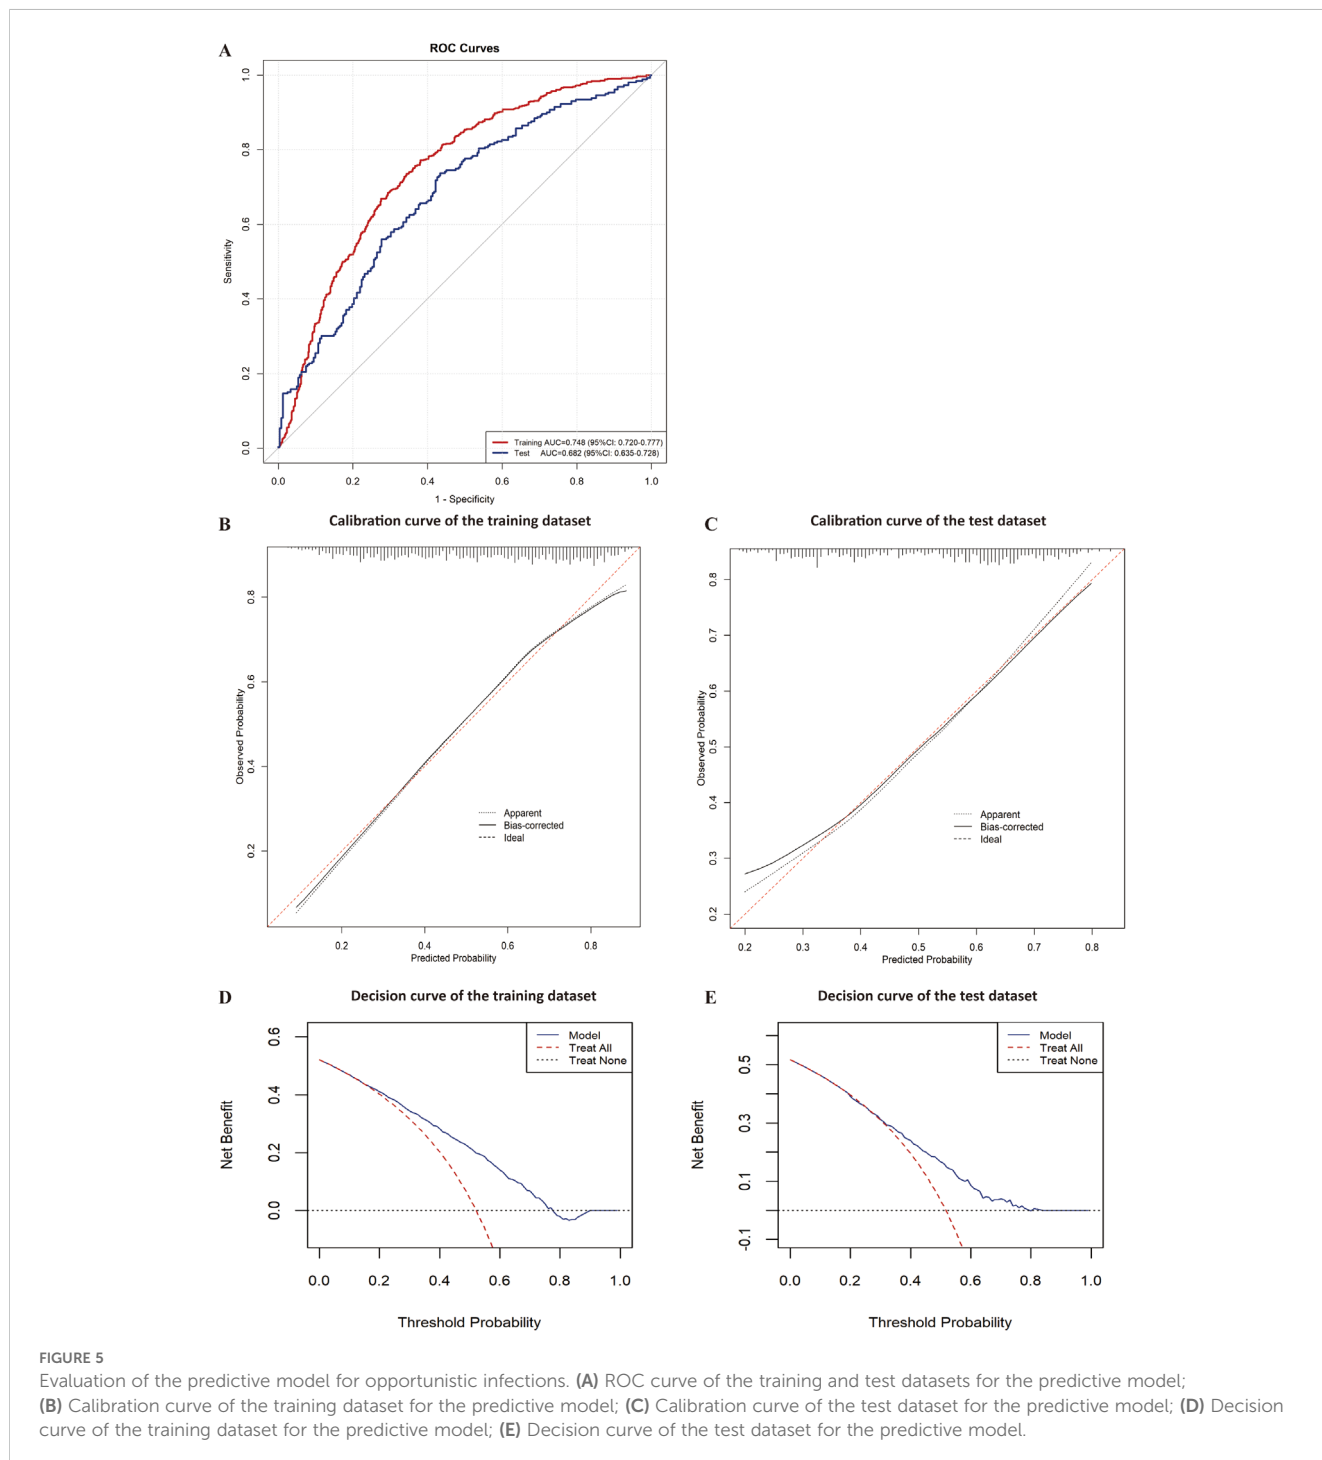 A
ROC Curves
1.0
0.8
0.6
0.4
0.2
0.0
Sensitivity
Training AUC=0.748 (95%CI: 0.720-0.777)
Test AUC=0.682 (95%CI: 0.635-0.728)
0.0 0.2 0.4 0.6 0.8 1.0
1 - Specificity
B
Calibration curve of the training dataset
0.8
0.6
0.4
0.2
Observed Probability
Apparent
Bias-corrected
Ideal
0.2 0.4 0.6 0.8
Predicted Probability
C
Calibration curve of the test dataset
0.8
0.7
0.6
0.5
0.4
0.3
0.2
Observed Probability
Apparent
Bias-corrected
Ideal
0.2 0.3 0.4 0.5 0.6 0.7 0.8
Predicted Probability
D
Decision curve of the training dataset
0.6
0.4
0.2
0.0
Net Benefit
Model
Treat All
Treat None
0.0 0.2 0.4 0.6 0.8 1.0
Threshold Probability
E
Decision curve of the test dataset
0.5
0.3
0.1
-0.1
Net Benefit
Model
Treat All
Treat None
0.0 0.2 0.4 0.6 0.8 1.0
Threshold Probability
FIGURE 5
Evaluation of the predictive model for opportunistic infections. (A) ROC curve of the training and test datasets for the predictive model;
(B) Calibration curve of the training dataset for the predictive model; (C) Calibration curve of the test dataset for the predictive model; (D) Decision
curve of the training dataset for the predictive model; (E) Decision curve of the test dataset for the predictive model.